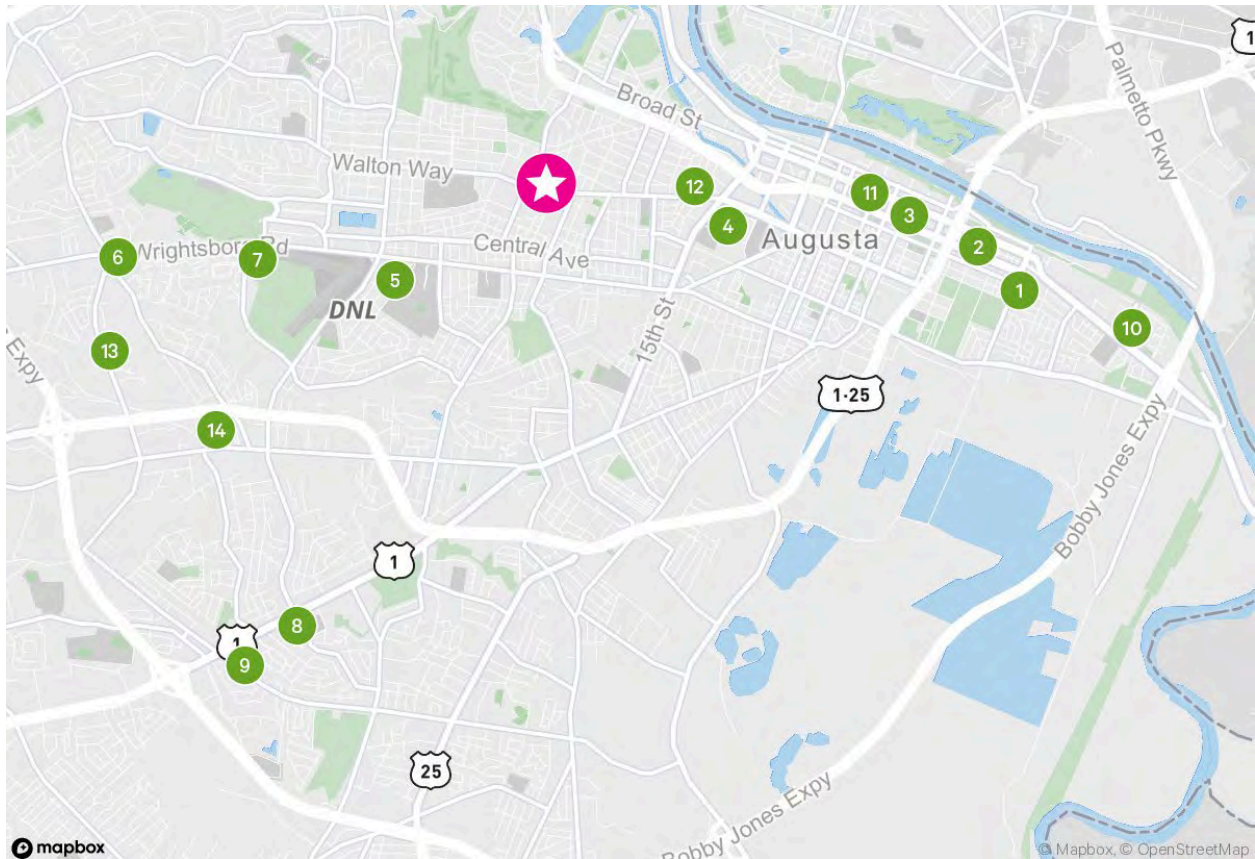 1
Palmetto Pkwy
Broad St
Walton Way
12
11
4
3
Augusta
Central Ave
6
Wrightsboro Rd
7
2
5
1
DNL
15th St
10
13
Expy
1·25
14
Bobby Jones Expy
1
8
1
9
25
Bobby Jones Expy
mapbox
© Mapbox, © OpenStreetMap